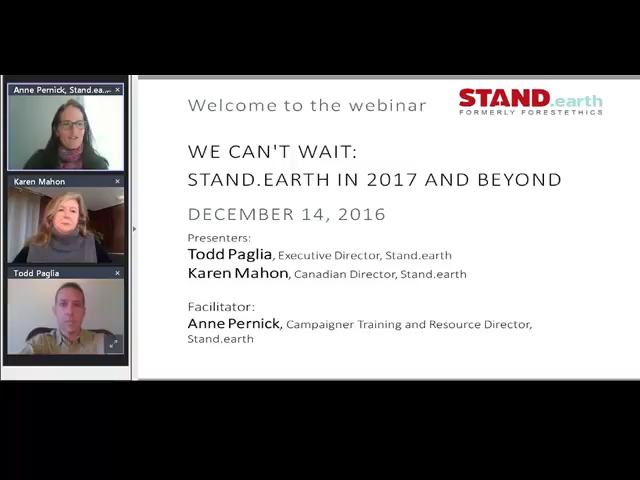 Anne Pernick, Stand.ea...
Karen Mahon
Todd Paglia
Welcome to the webinar
STAND.earth
FORMERLY FORESTETHICS
WE CAN'T WAIT:
STAND.EARTH IN 2017 AND BEYOND
DECEMBER 14, 2016
Presenters:
Todd Paglia, Executive Director, Stand.earth
Karen Mahon, Canadian Director, Stand.earth
Facilitator:
Anne Pernick, Campaigner Training and Resource Director,
Stand.earth